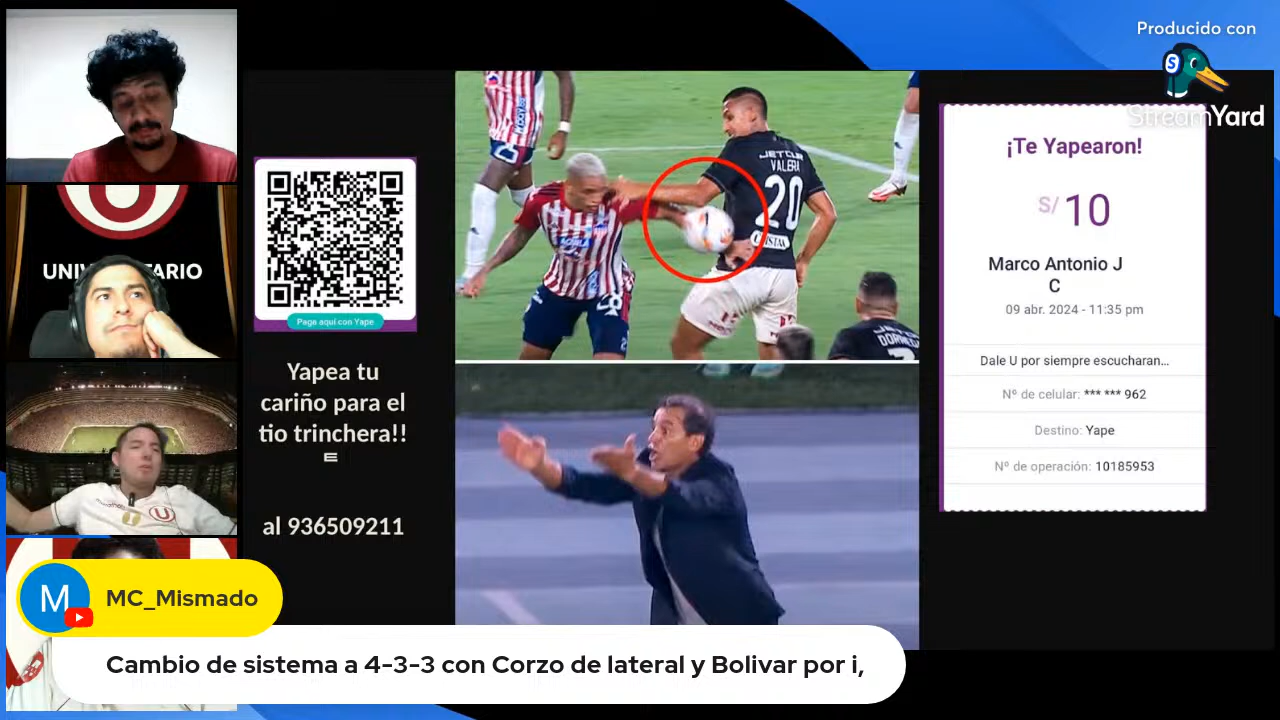 Producido con
StreamYard
UNIVERSITARIO
U
Paga aquí con Yape
Yapea tu
cariño para el
tio trinchera!!
E
al 936509211
JETOUR
VALERA
20
AGUILA
¡Te Yapearon!
S/ 10
Marco Antonio J
C
09 abr. 2024 - 11:35 pm
Dale U por siempre escucharan...
Nº de celular: *** *** 962
Destino: Yape
Nº de operación: 10185953
M
MC_Mismado
Cambio de sistema a 4-3-3 con Corzo de lateral y Bolivar por i,